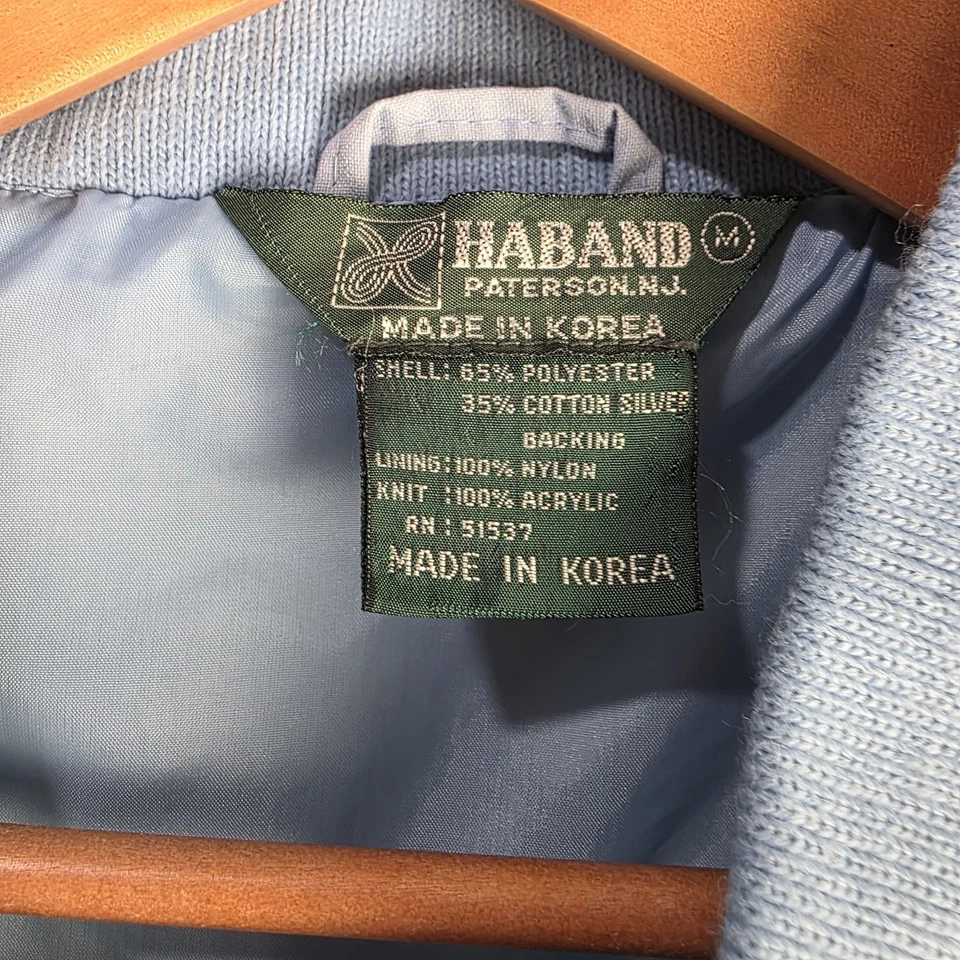 HABAND M
PATERSON.N.J.
MADE IN KOREA
SHELL: 65% POLYESTER
35% COTTON SILVER
BACKING
LINING: 100% NYLON
KNIT : 100% ACRYLIC
RN : 51537
MADE IN KOREA